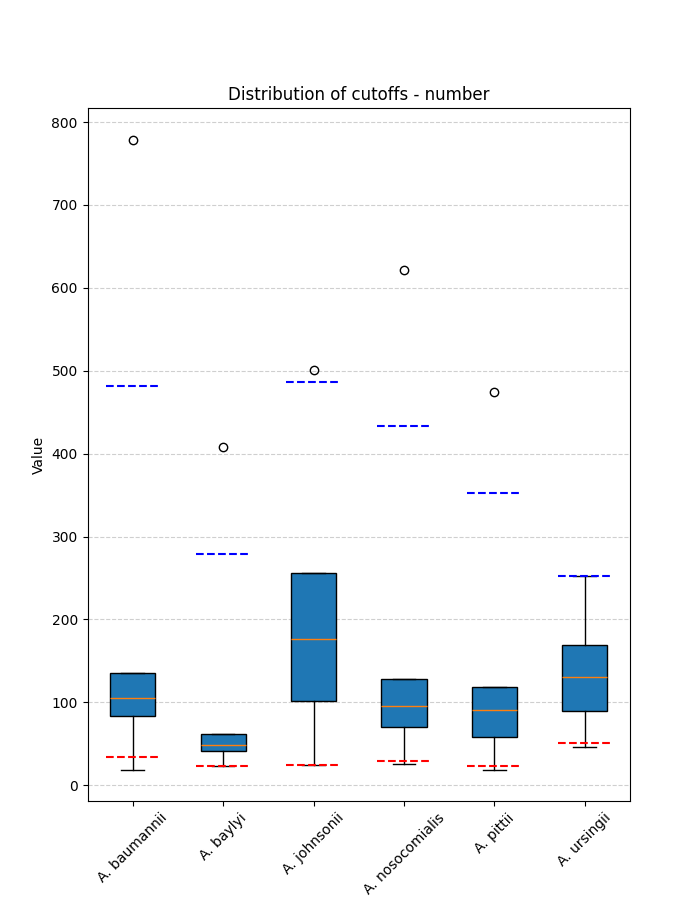 Distribution of cutoffs - number
Value
800
700
600
500
400
300
200
100
0
A. baumannii
A. baylyi
A. johnsonii
A. nosocomialis
A. pittii
A. ursingii